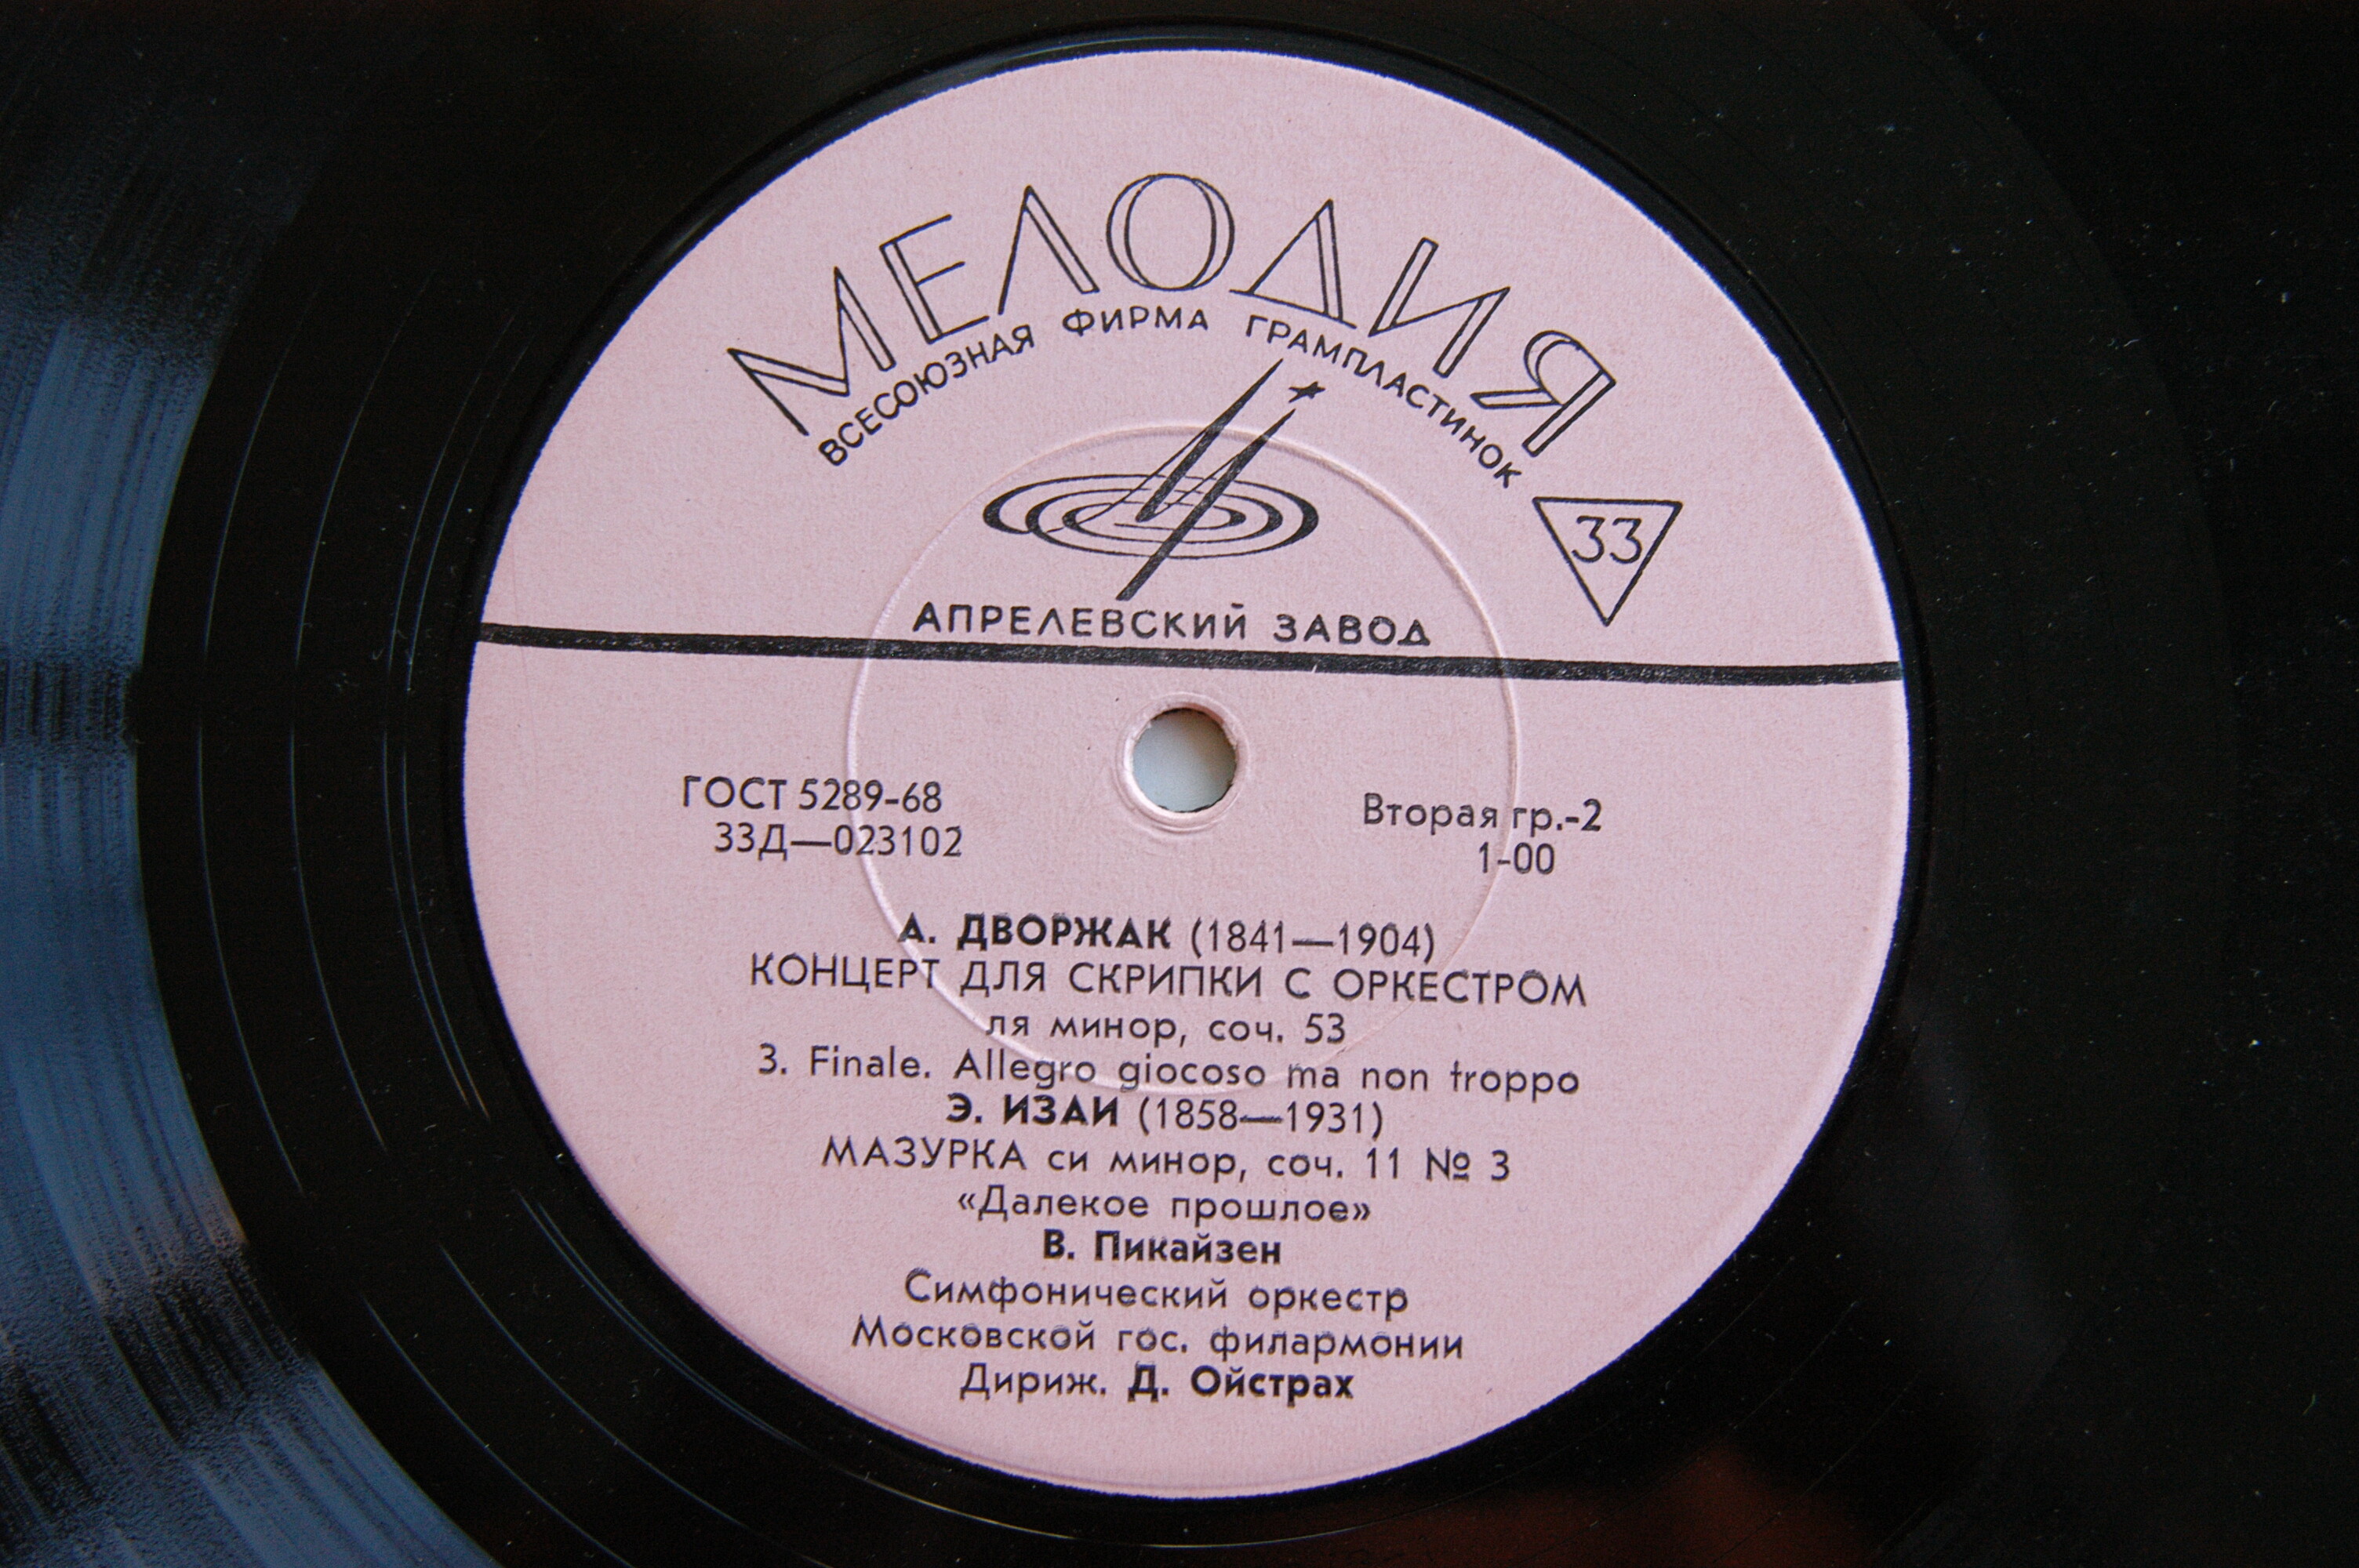 МЕЛОДИЯ
ВСЕСОЮЗНАЯ ФИРМА ГРАМПЛАСТИНОК
33
АПРЕЛЕВСКИЙ ЗАВОД
ГОСТ 5289-68
33Д—023102
Вторая гр.-2
1-00
А. ДВОРЖАК (1841—1904)
КОНЦЕРТ ДЛЯ СКРИПКИ С ОРКЕСТРОМ
ля минор, соч. 53
3. Finale. Allegro giocoso ma non troppo
Э. ИЗАИ (1858—1931)
МАЗУРКА си минор, соч. 11 № 3
«Далекое прошлое»
В. Пикайзен
Симфонический оркестр
Московской гос. филармонии
Дириж. Д. Ойстрах